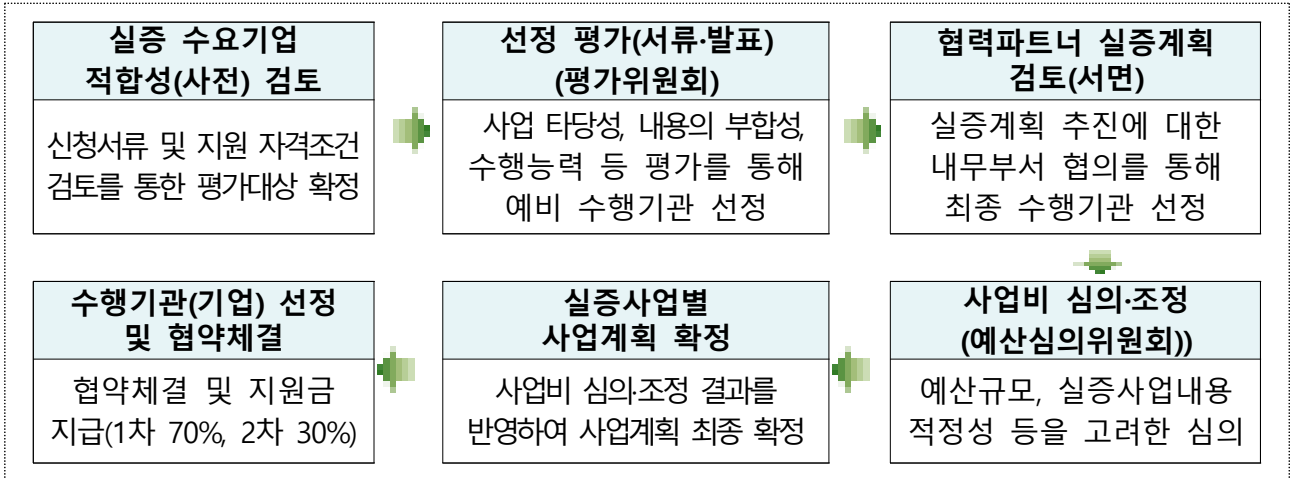 실증 수요기업
적합성(사전) 검토
신청서류 및 지원 자격조건
검토를 통한 평가대상 확정
선정 평가(서류·발표)
(평가위원회)
사업 타당성, 내용의 부합성,
수행능력 등 평가를 통해
예비 수행기관 선정
협력파트너 실증계획
검토(서면)
실증계획 추진에 대한
내무부서 협의를 통해
최종 수행기관 선정
사업비 심의·조정
(예산심의위원회))
예산규모, 실증사업내용
적정성 등을 고려한 심의
실증사업별
사업계획 확정
사업비 심의·조정 결과를
반영하여 사업계획 최종 확정
수행기관(기업) 선정
및 협약체결
협약체결 및 지원금
지급(1차 70%, 2차 30%)